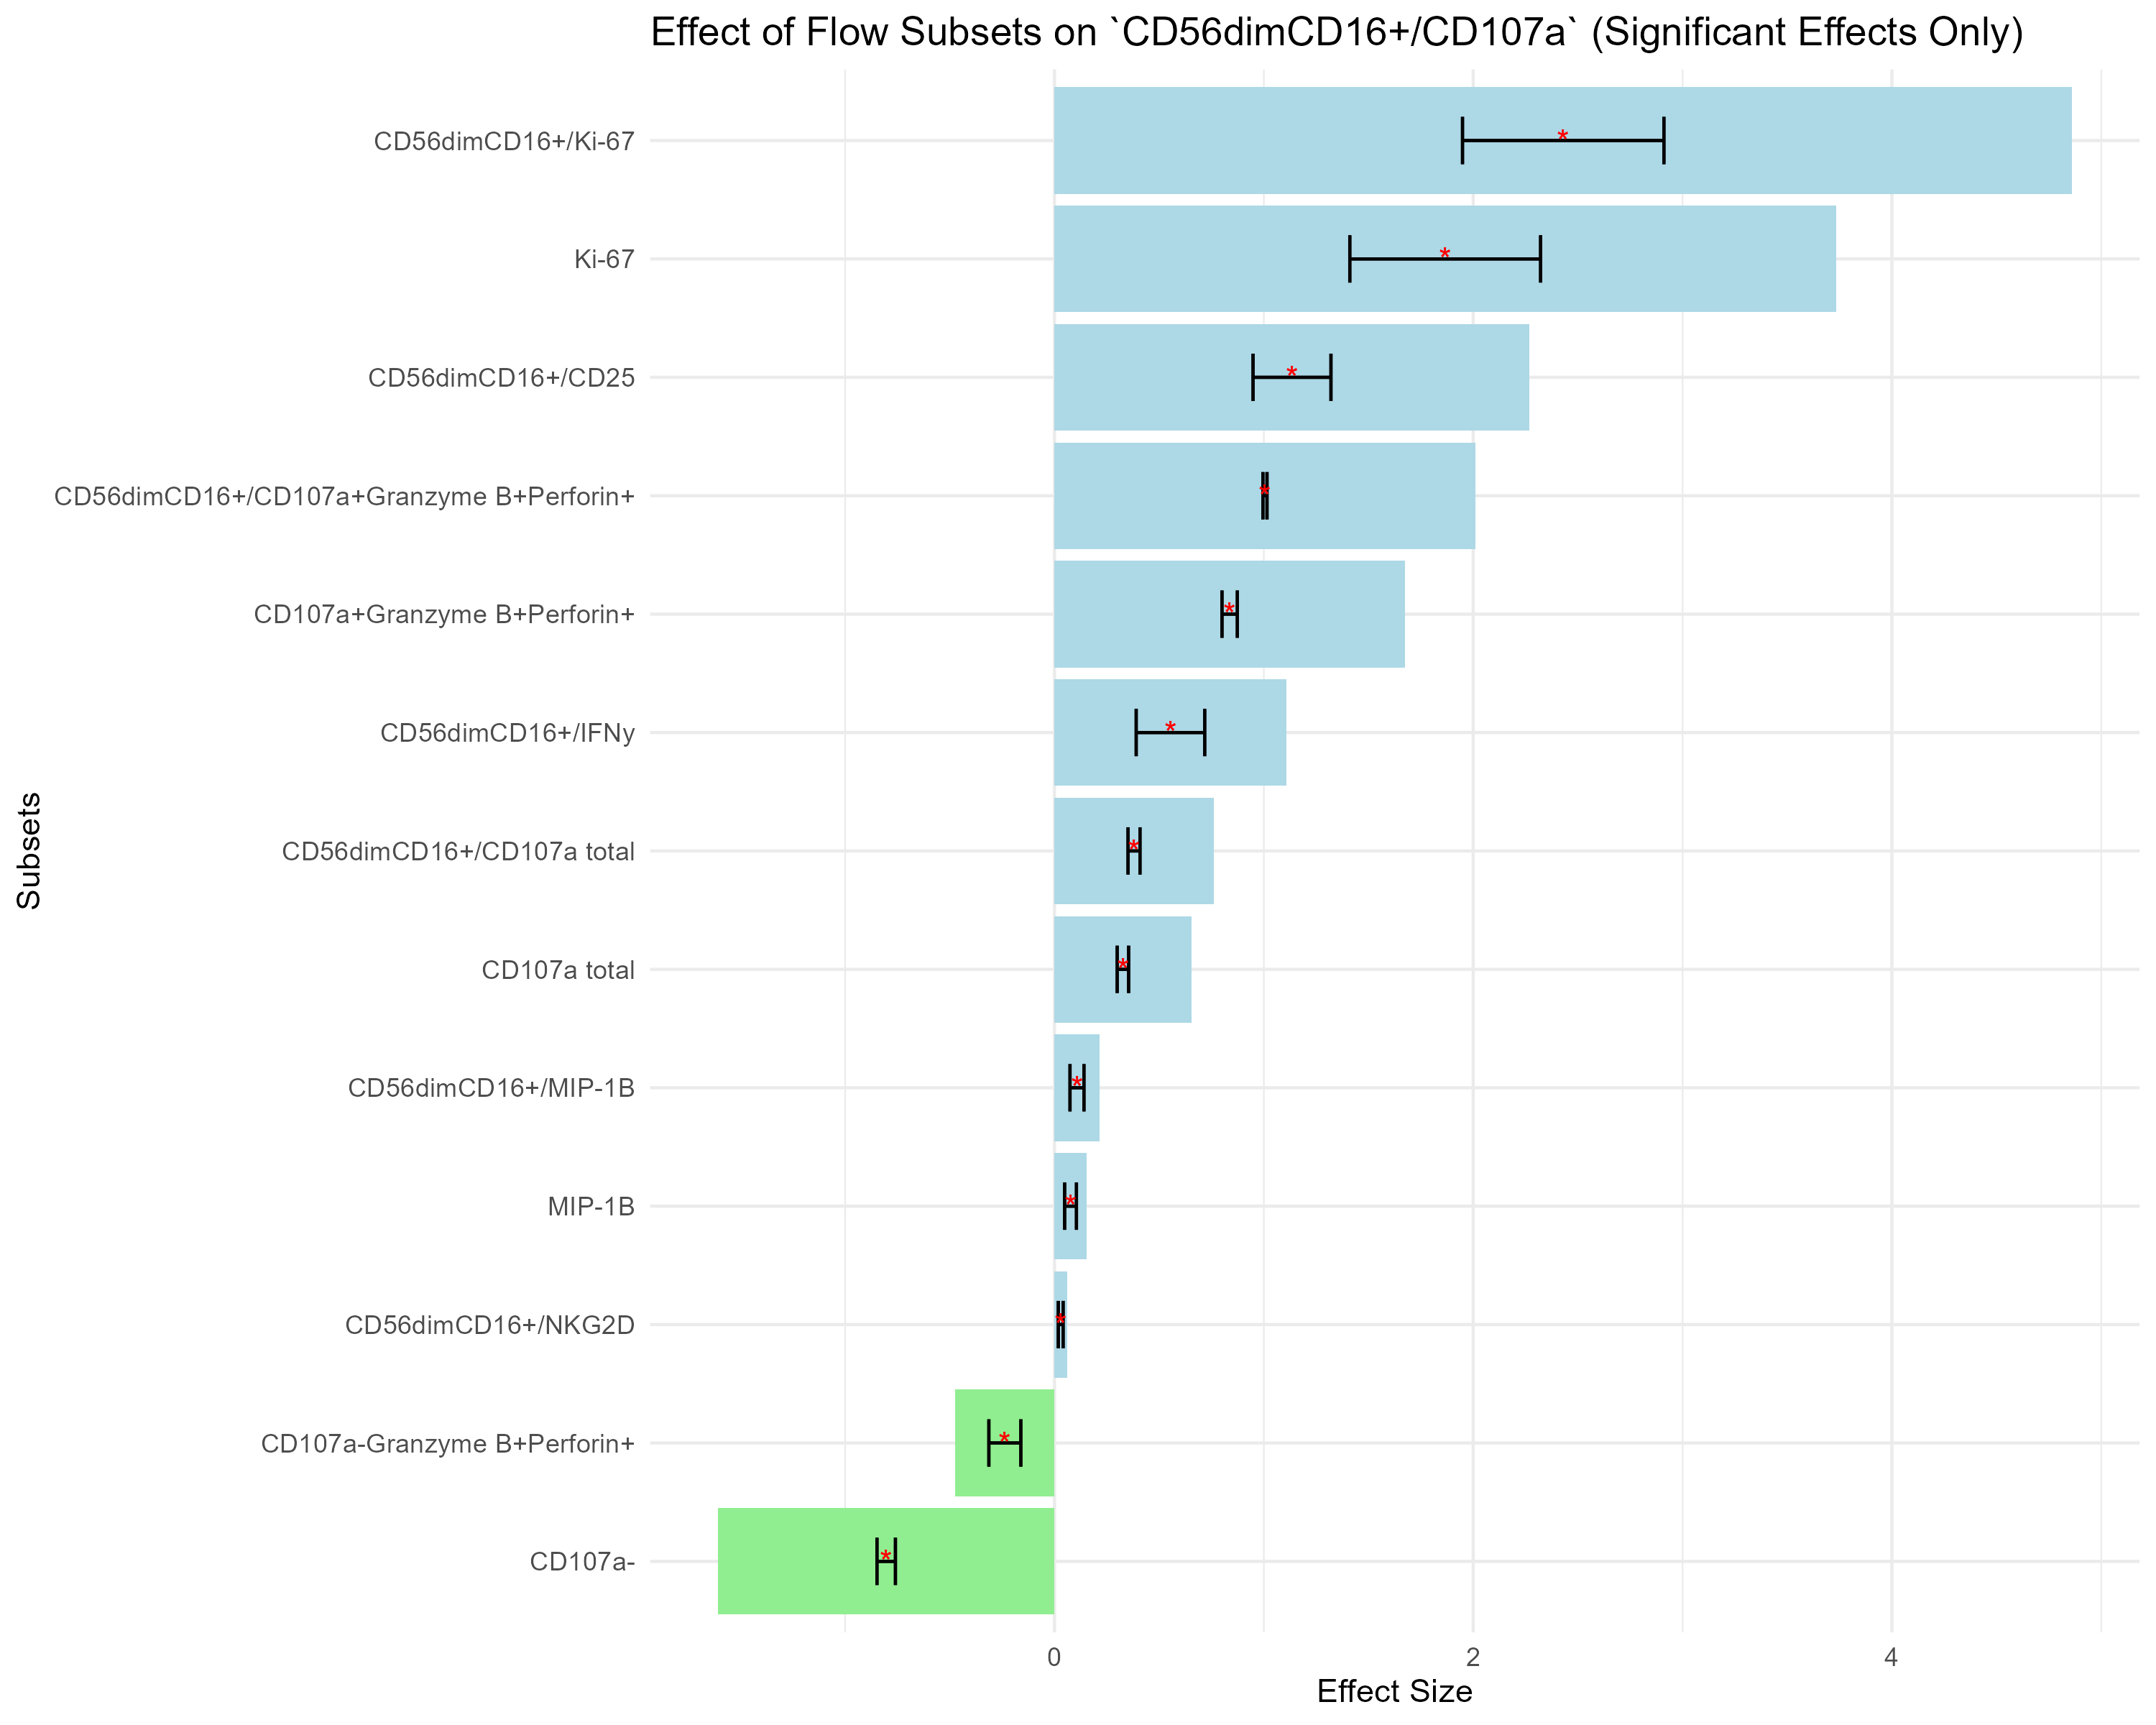 Effect of Flow Subsets on `CD56dimCD16+/CD107a` (Significant Effects Only)
CD56dimCD16+/Ki-67
Ki-67
CD56dimCD16+/CD25
CD56dimCD16+/CD107a+Granzyme B+Perforin+
CD107a+Granzyme B+Perforin+
CD56dimCD16+/IFNy
CD56dimCD16+/CD107a total
CD107a total
CD56dimCD16+/MIP-1B
MIP-1B
CD56dimCD16+/NKG2D
CD107a-Granzyme B+Perforin+
CD107a-
Subsets
* * * * * * * * * * * * *
0 2 4
Effect Size